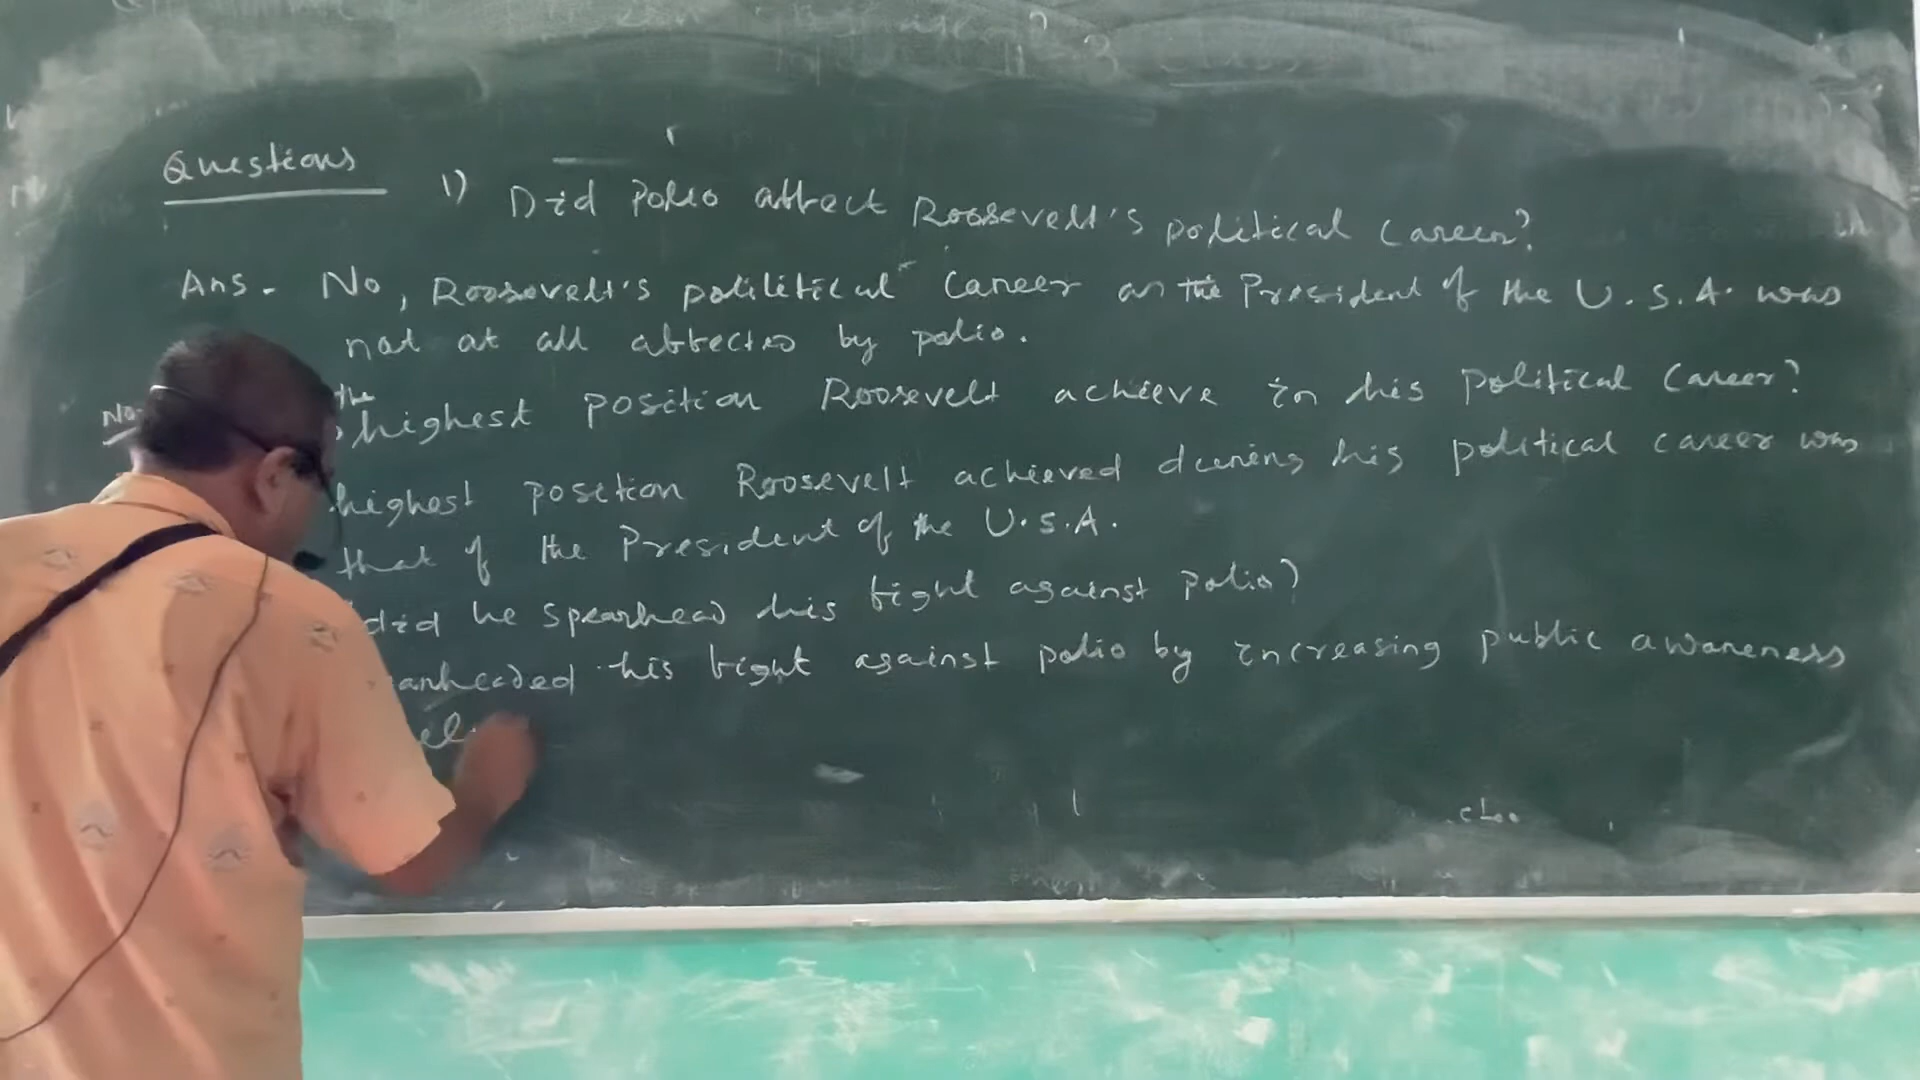 Questions 1) Did Polio affect Roosevelt's political career?
Ans. No, Roosevelt's polilitical career as the President of the U.S.A. was
not at all affected by polio.
the
highest position Roosevelt achieve in his political career?
highest position Roosevelt achieved during his political career was
that of the President of the U.S.A.
did he spearhead his fight against polio?
his fight against polio by increasing public awareness